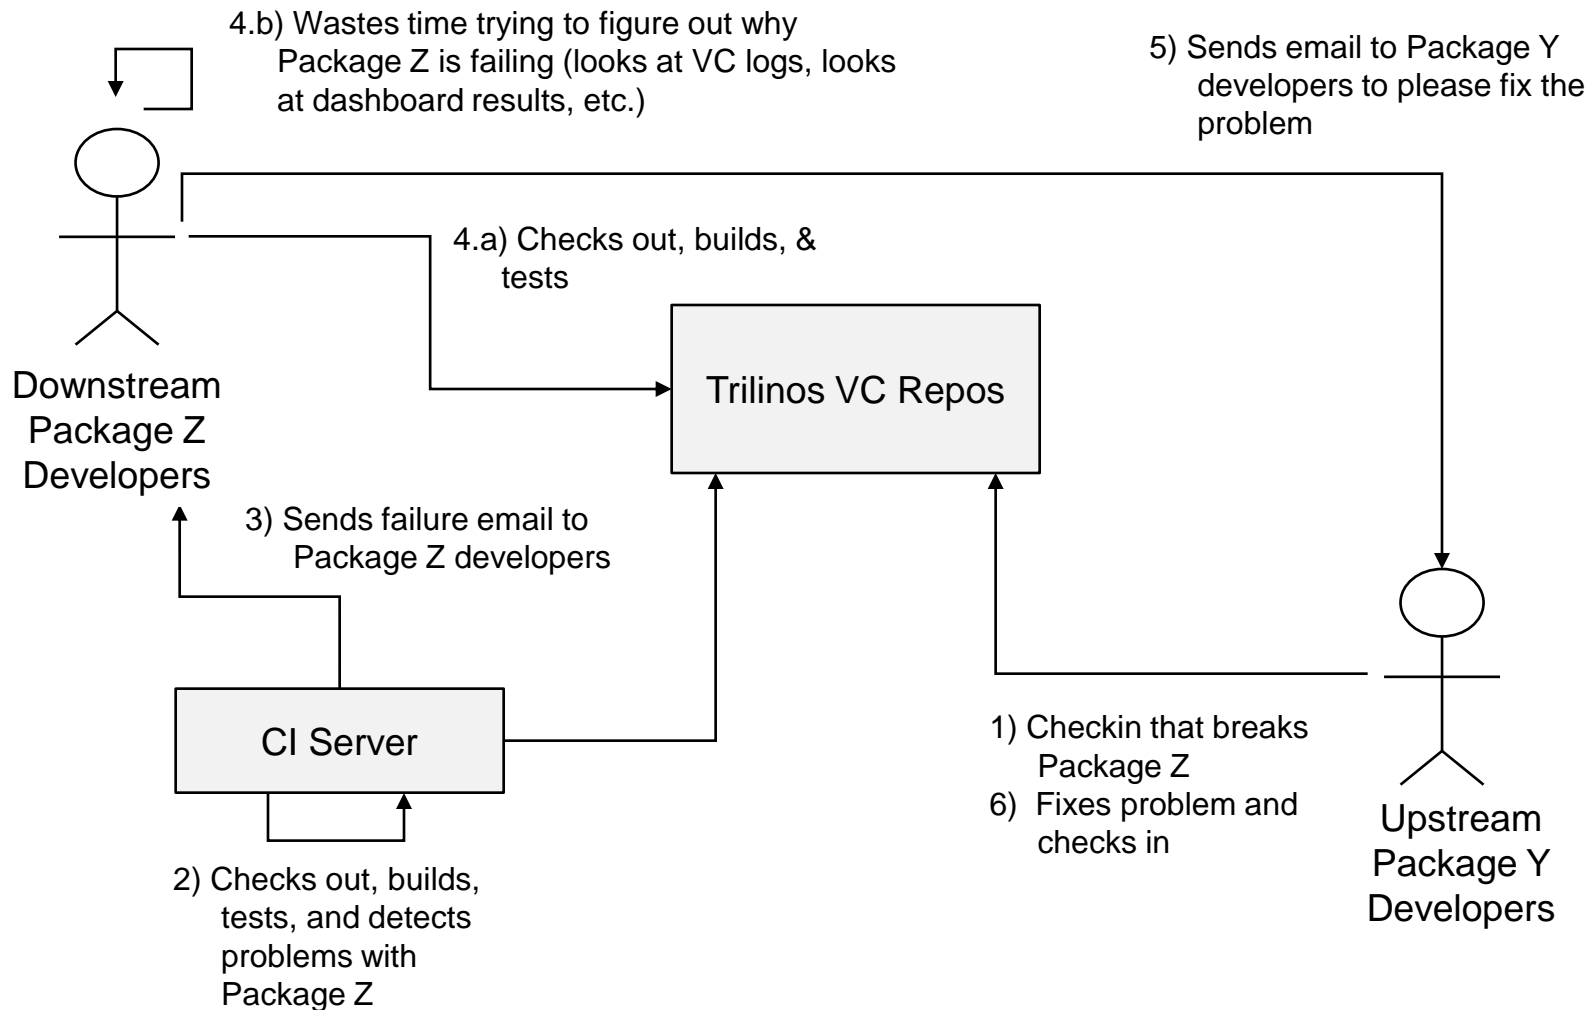 4.b) Wastes time trying to figure out why
Package Z is failing (looks at VC logs, looks
at dashboard results, etc.)
5) Sends email to Package Y
developers to please fix the
problem
4.a) Checks out, builds, &
tests
Downstream
Package Z
Developers
Trilinos VC Repos
3) Sends failure email to
Package Z developers
CI Server
2) Checks out, builds,
tests, and detects
problems with
Package Z
1) Checkin that breaks
Package Z
6) Fixes problem and
checks in
Upstream
Package Y
Developers